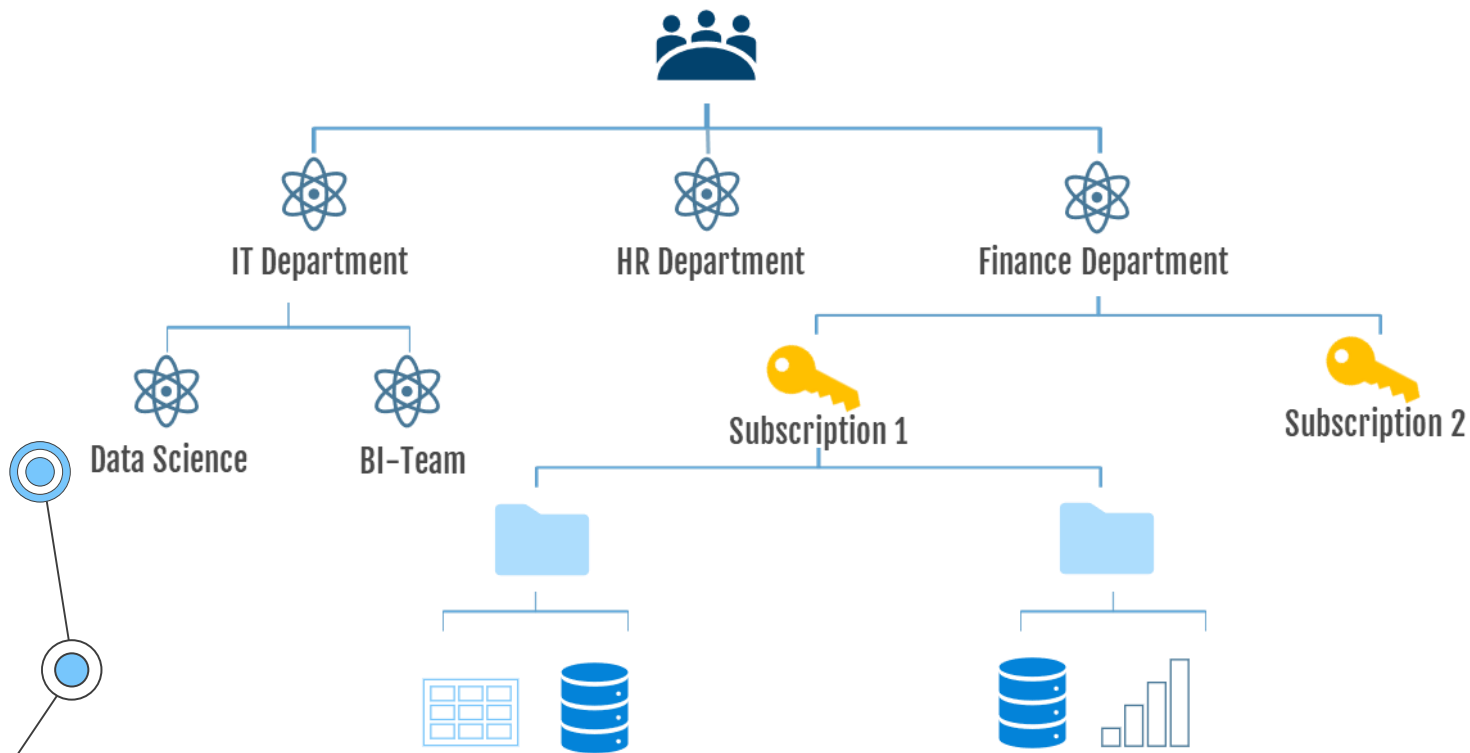 IT Department
HR Department
Finance Department
Data Science
BI-Team
Subscription 1
Subscription 2